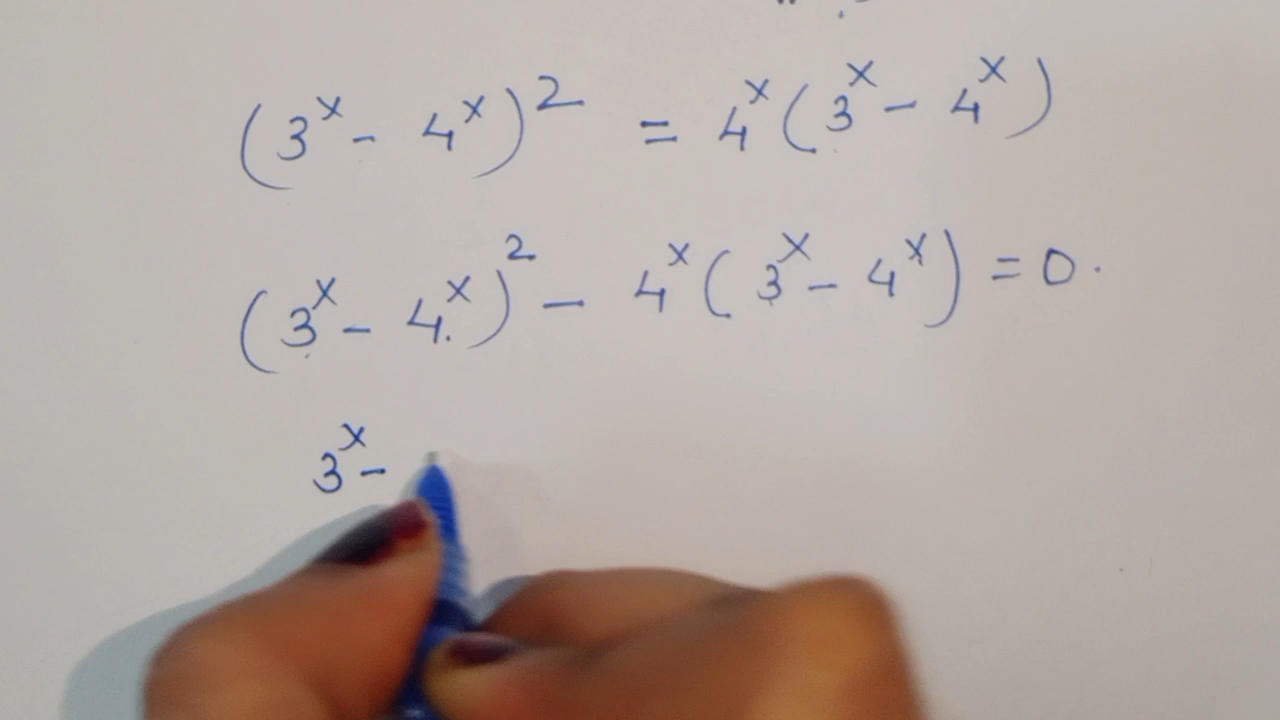 (3^x - 4^x)^2 = 4^x (3^x - 4^x)
(3^x - 4^x)^2 - 4^x (3^x - 4^x) = 0.
3^x -